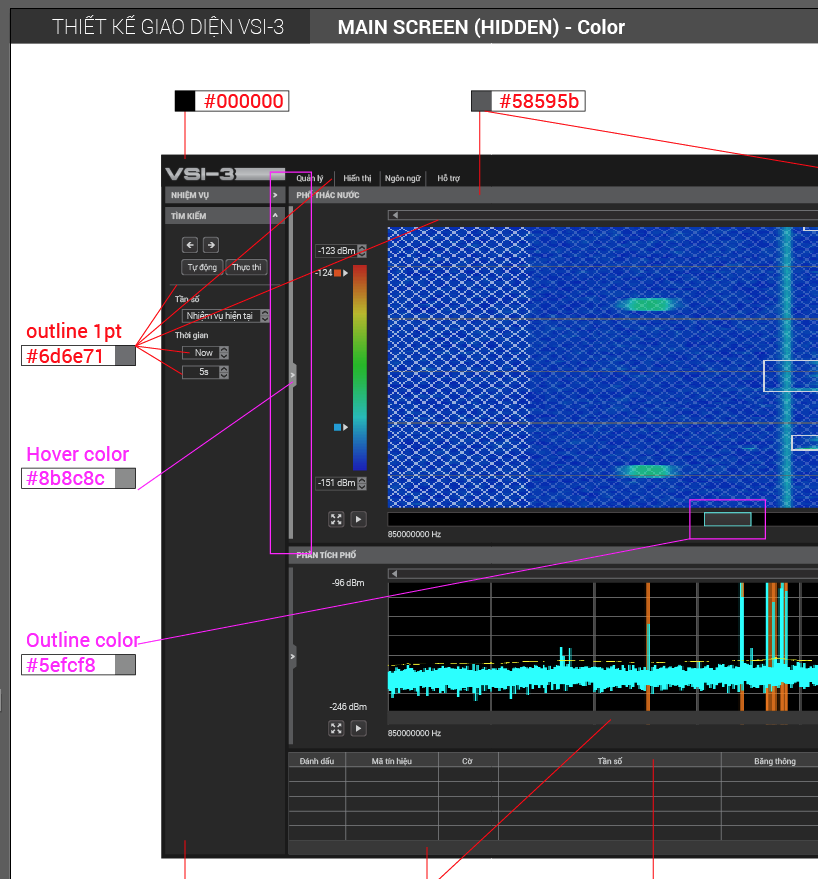 THIẾT KẾ GIAO DIỆN VSI-3
MAIN SCREEN (HIDDEN) - Color
#000000
#58595b
VSI-3
Quản lý
Hiển thị
Ngôn ngữ
Hỗ trợ
NHIỆM VỤ
TÌM KIẾM
Tự động
Thực thi
Tần số
Nhiệm vụ hiện tại
Thời gian
Now
5s
outline 1pt
#6d6e71
Hover color
#8b8c8c
Outline color
#5efcf8
PHỔ THÁC NƯỚC
-123 dBm
-124
-151 dBm
850000000 Hz
PHÂN TÍCH PHỔ
-96 dBm
-246 dBm
850000000 Hz
Đánh dấu
Mã tín hiệu
Cờ
Tần số
Băng thông